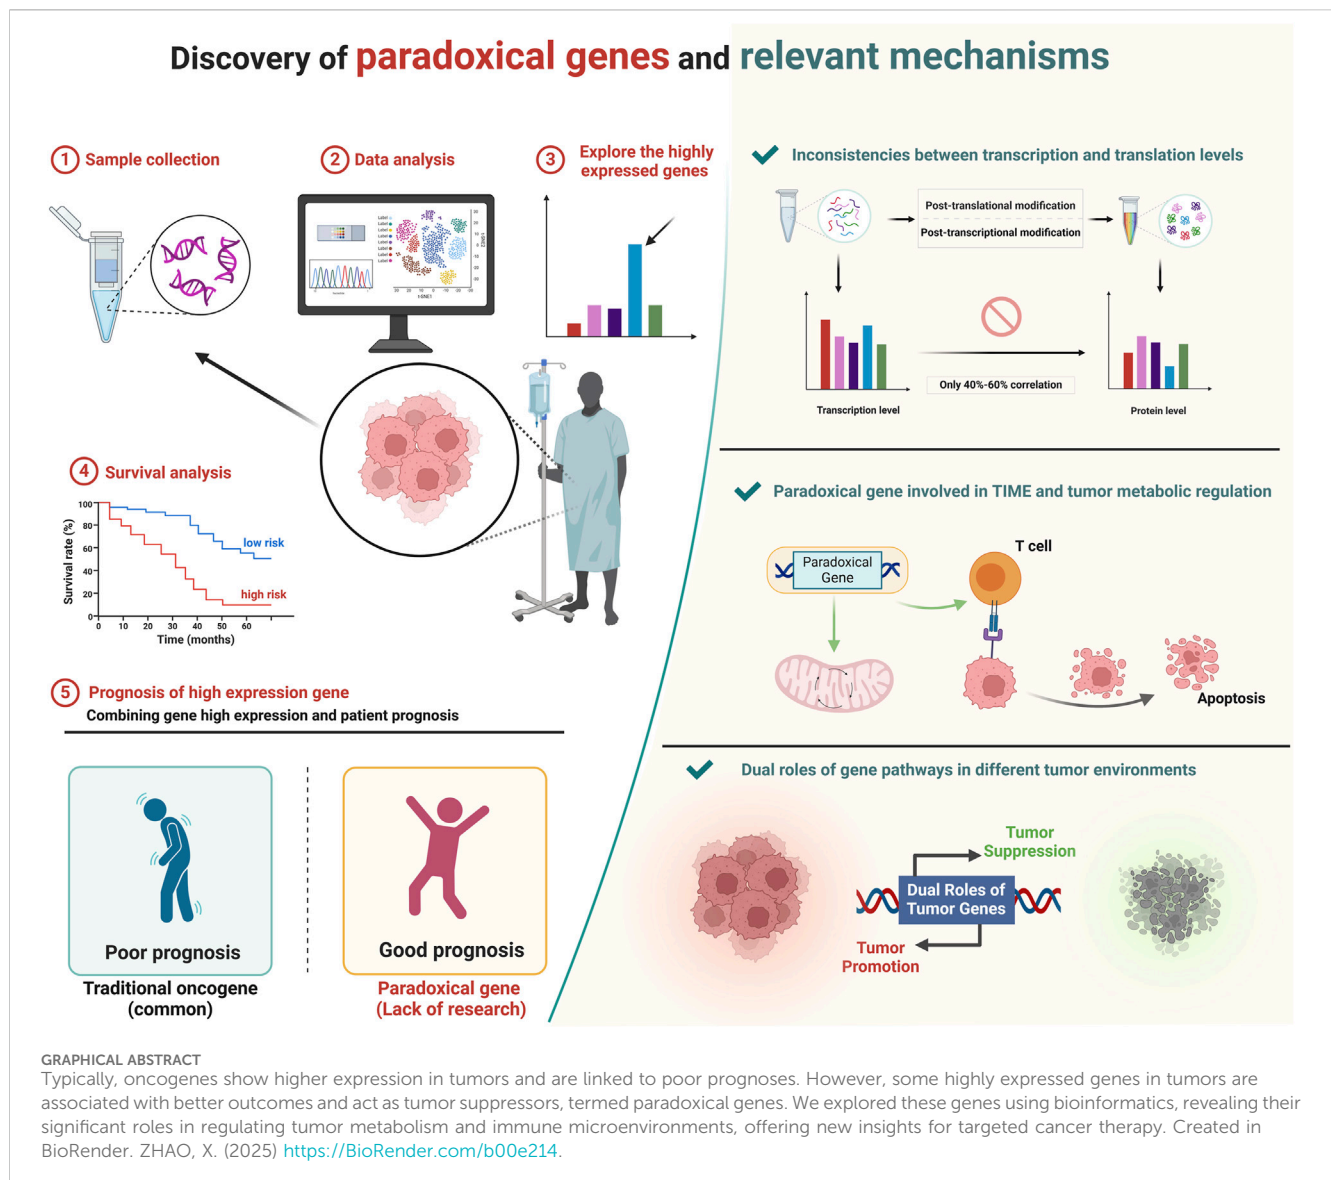 Discovery of paradoxical genes and relevant mechanisms
1 Sample collection
2 Data analysis
Label
Label
Label
Label
Label
Label
Label
t-SNE2
t-SNE1
3 Explore the highly
expressed genes
4 Survival analysis
Survival rate (%)
100
80
60
40
20
0
low risk
high risk
0 10 20 30 40 50 60
Time (months)
5 Prognosis of high expression gene
Combining gene high expression and patient prognosis
Poor prognosis
Traditional oncogene
(common)
Good prognosis
Paradoxical gene
(Lack of research)
Inconsistencies between transcription and translation levels
Post-translational modification
Post-transcriptional modification
Only 40%-60% correlation
Transcription level
Protein level
Paradoxical gene involved in TIME and tumor metabolic regulation
Paradoxical
Gene
T cell
Apoptosis
Dual roles of gene pathways in different tumor environments
Tumor
Suppression
Dual Roles of
Tumor Genes
Tumor
Promotion
GRAPHICAL ABSTRACT
Typically, oncogenes show higher expression in tumors and are linked to poor prognoses. However, some highly expressed genes in tumors are
associated with better outcomes and act as tumor suppressors, termed paradoxical genes. We explored these genes using bioinformatics, revealing their
significant roles in regulating tumor metabolism and immune microenvironments, offering new insights for targeted cancer therapy. Created in
BioRender. ZHAO, X. (2025) https://BioRender.com/b00e214.